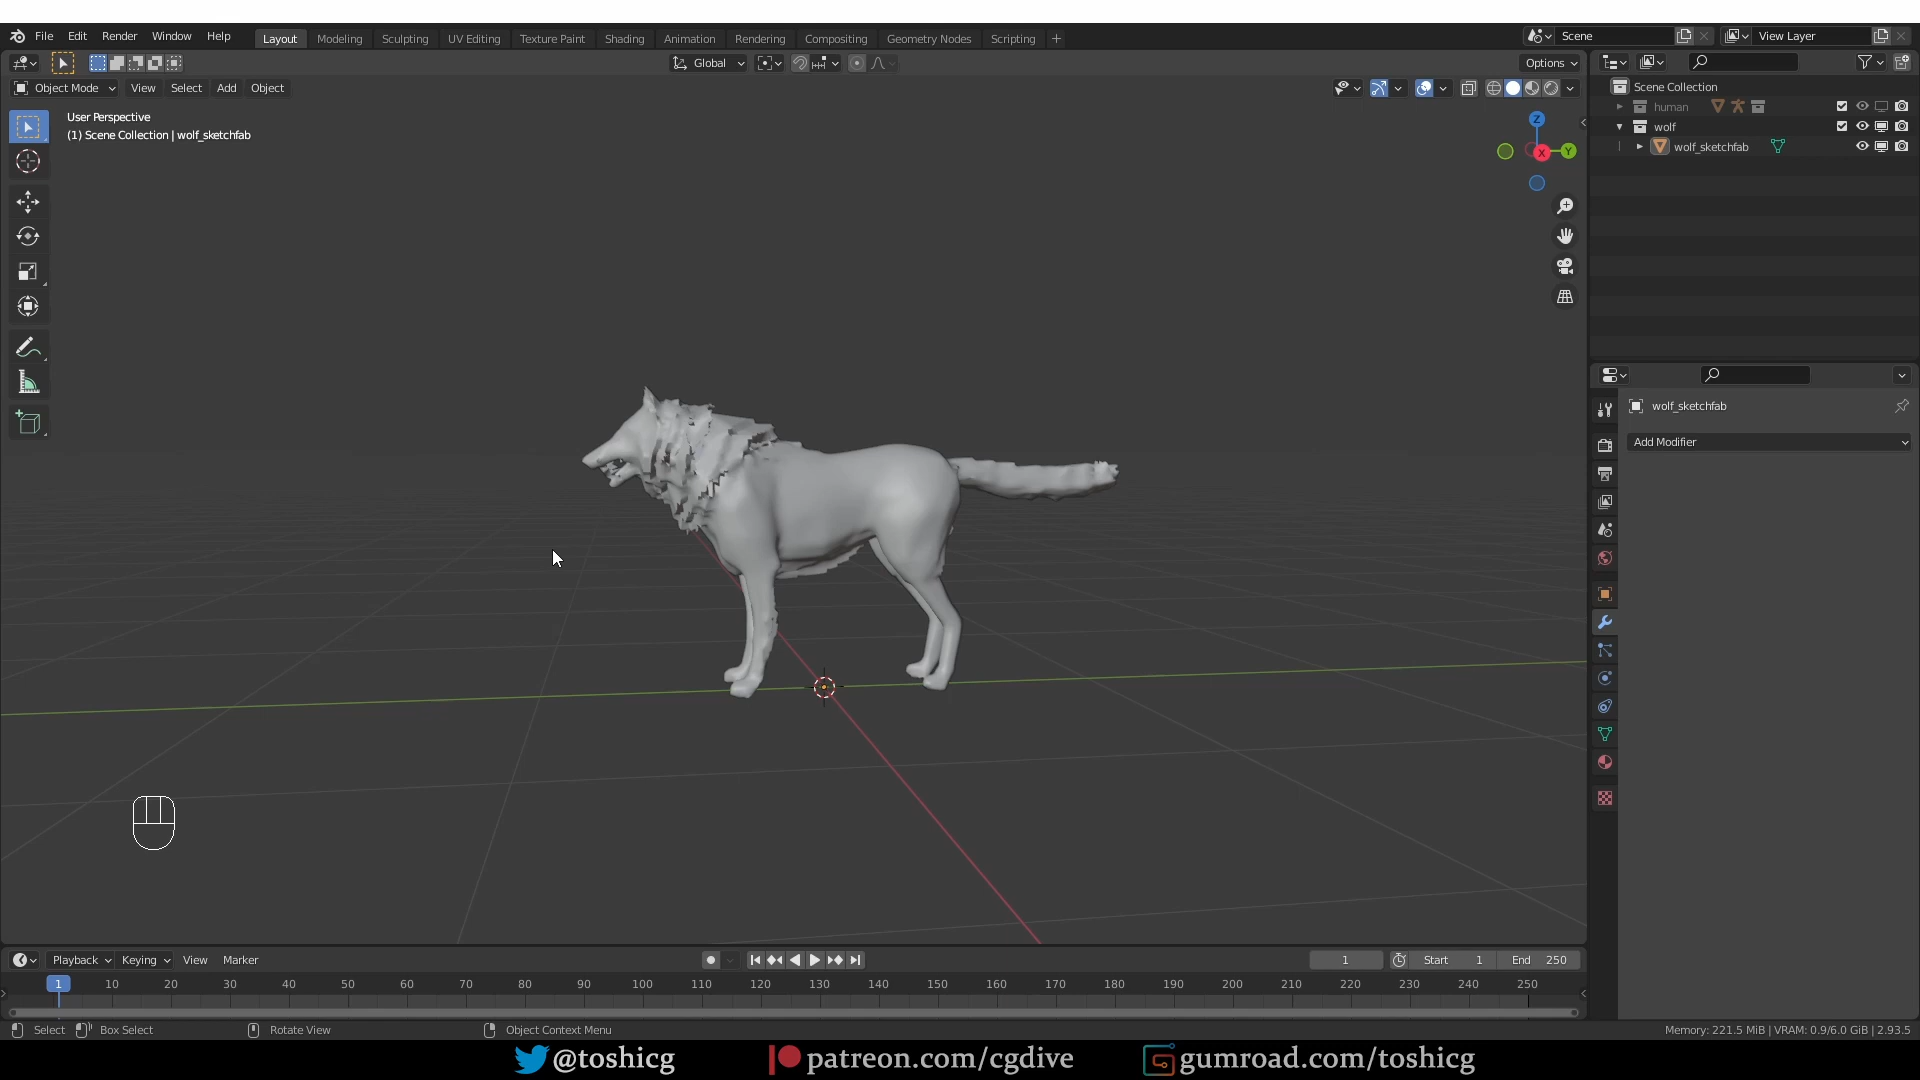 File Edit Render Window Help Layout Modeling Sculpting UV Editing Texture Paint Shading Animation Rendering Compositing Geometry Nodes Scripting + Scene View Layer
Global Options
Object Mode View Select Add Object
Scene Collection
human
wolf
wolf_sketchfab
User Perspective
(1) Scene Collection | wolf_sketchfab
Z
X
Y
wolf_sketchfab
Add Modifier
Playback Keying View Marker 1 Start 1 End 250
1 10 20 30 40 50 60 70 80 90 100 110 120 130 140 150 160 170 180 190 200 210 220 230 240 250
Select Box Select Rotate View Object Context Menu Memory: 221.5 MiB | VRAM: 0.9/6.0 GiB | 2.93.5
@toshicg patreon.com/cgdive gumroad.com/toshicg